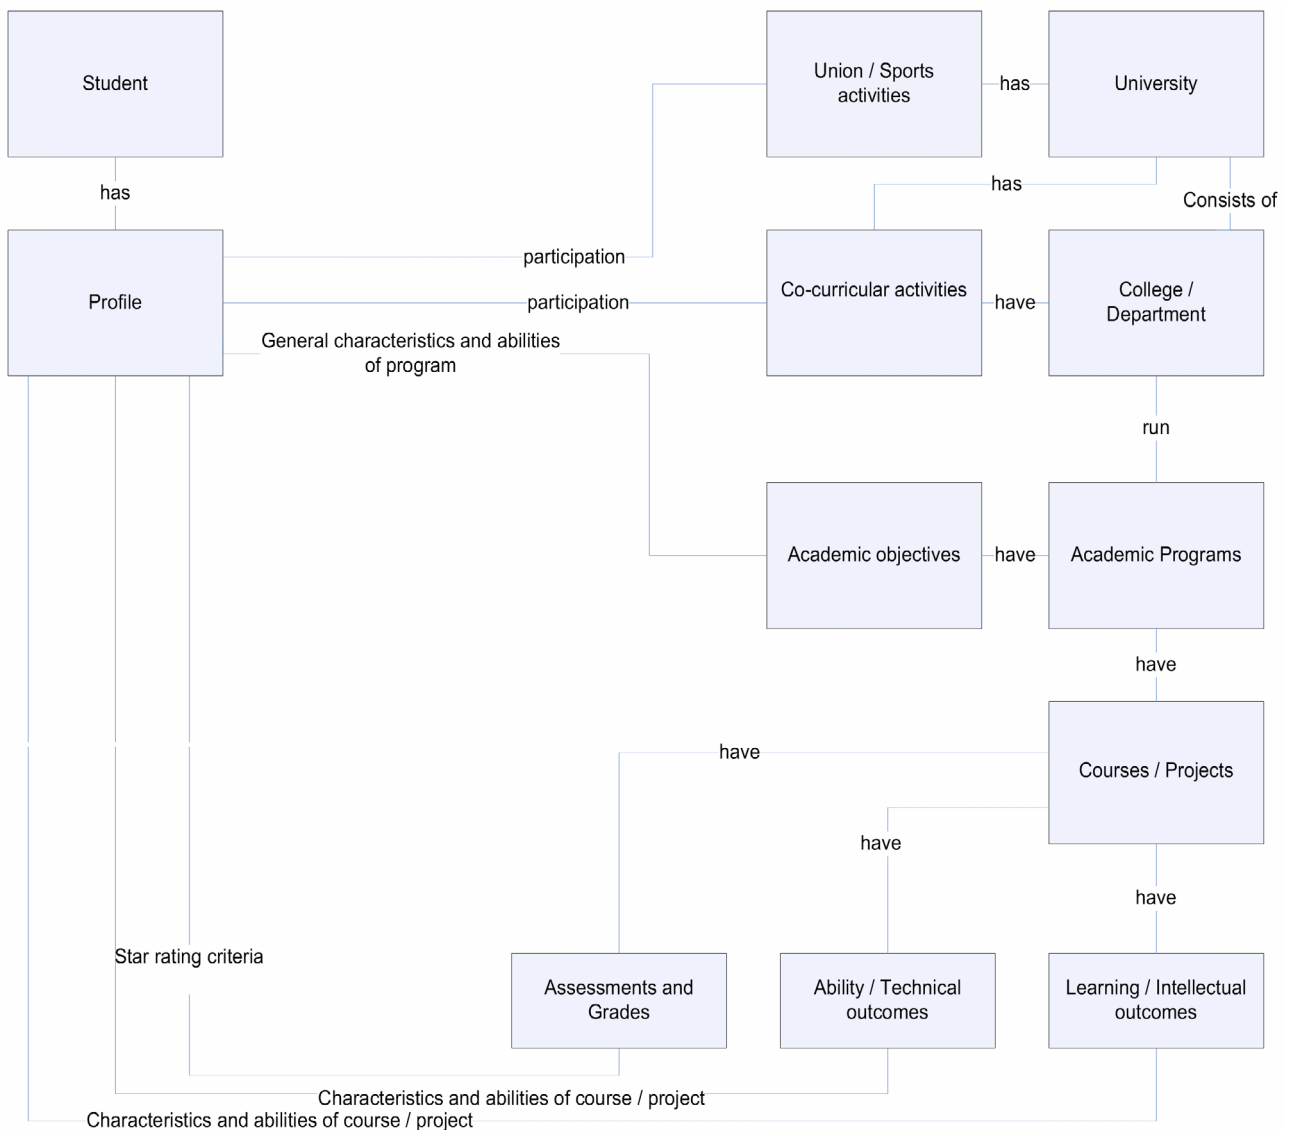 Student
Union / Sports
activities
has
University
has
has
Consists of
participation
Profile
participation
Co-curricular activities
have
College /
Department
General characteristics and abilities
of program
run
Academic objectives
have
Academic Programs
have
have
Courses / Projects
have
have
Star rating criteria
Assessments and
Grades
Ability / Technical
outcomes
Learning / Intellectual
outcomes
Characteristics and abilities of course / project
Characteristics and abilities of course / project